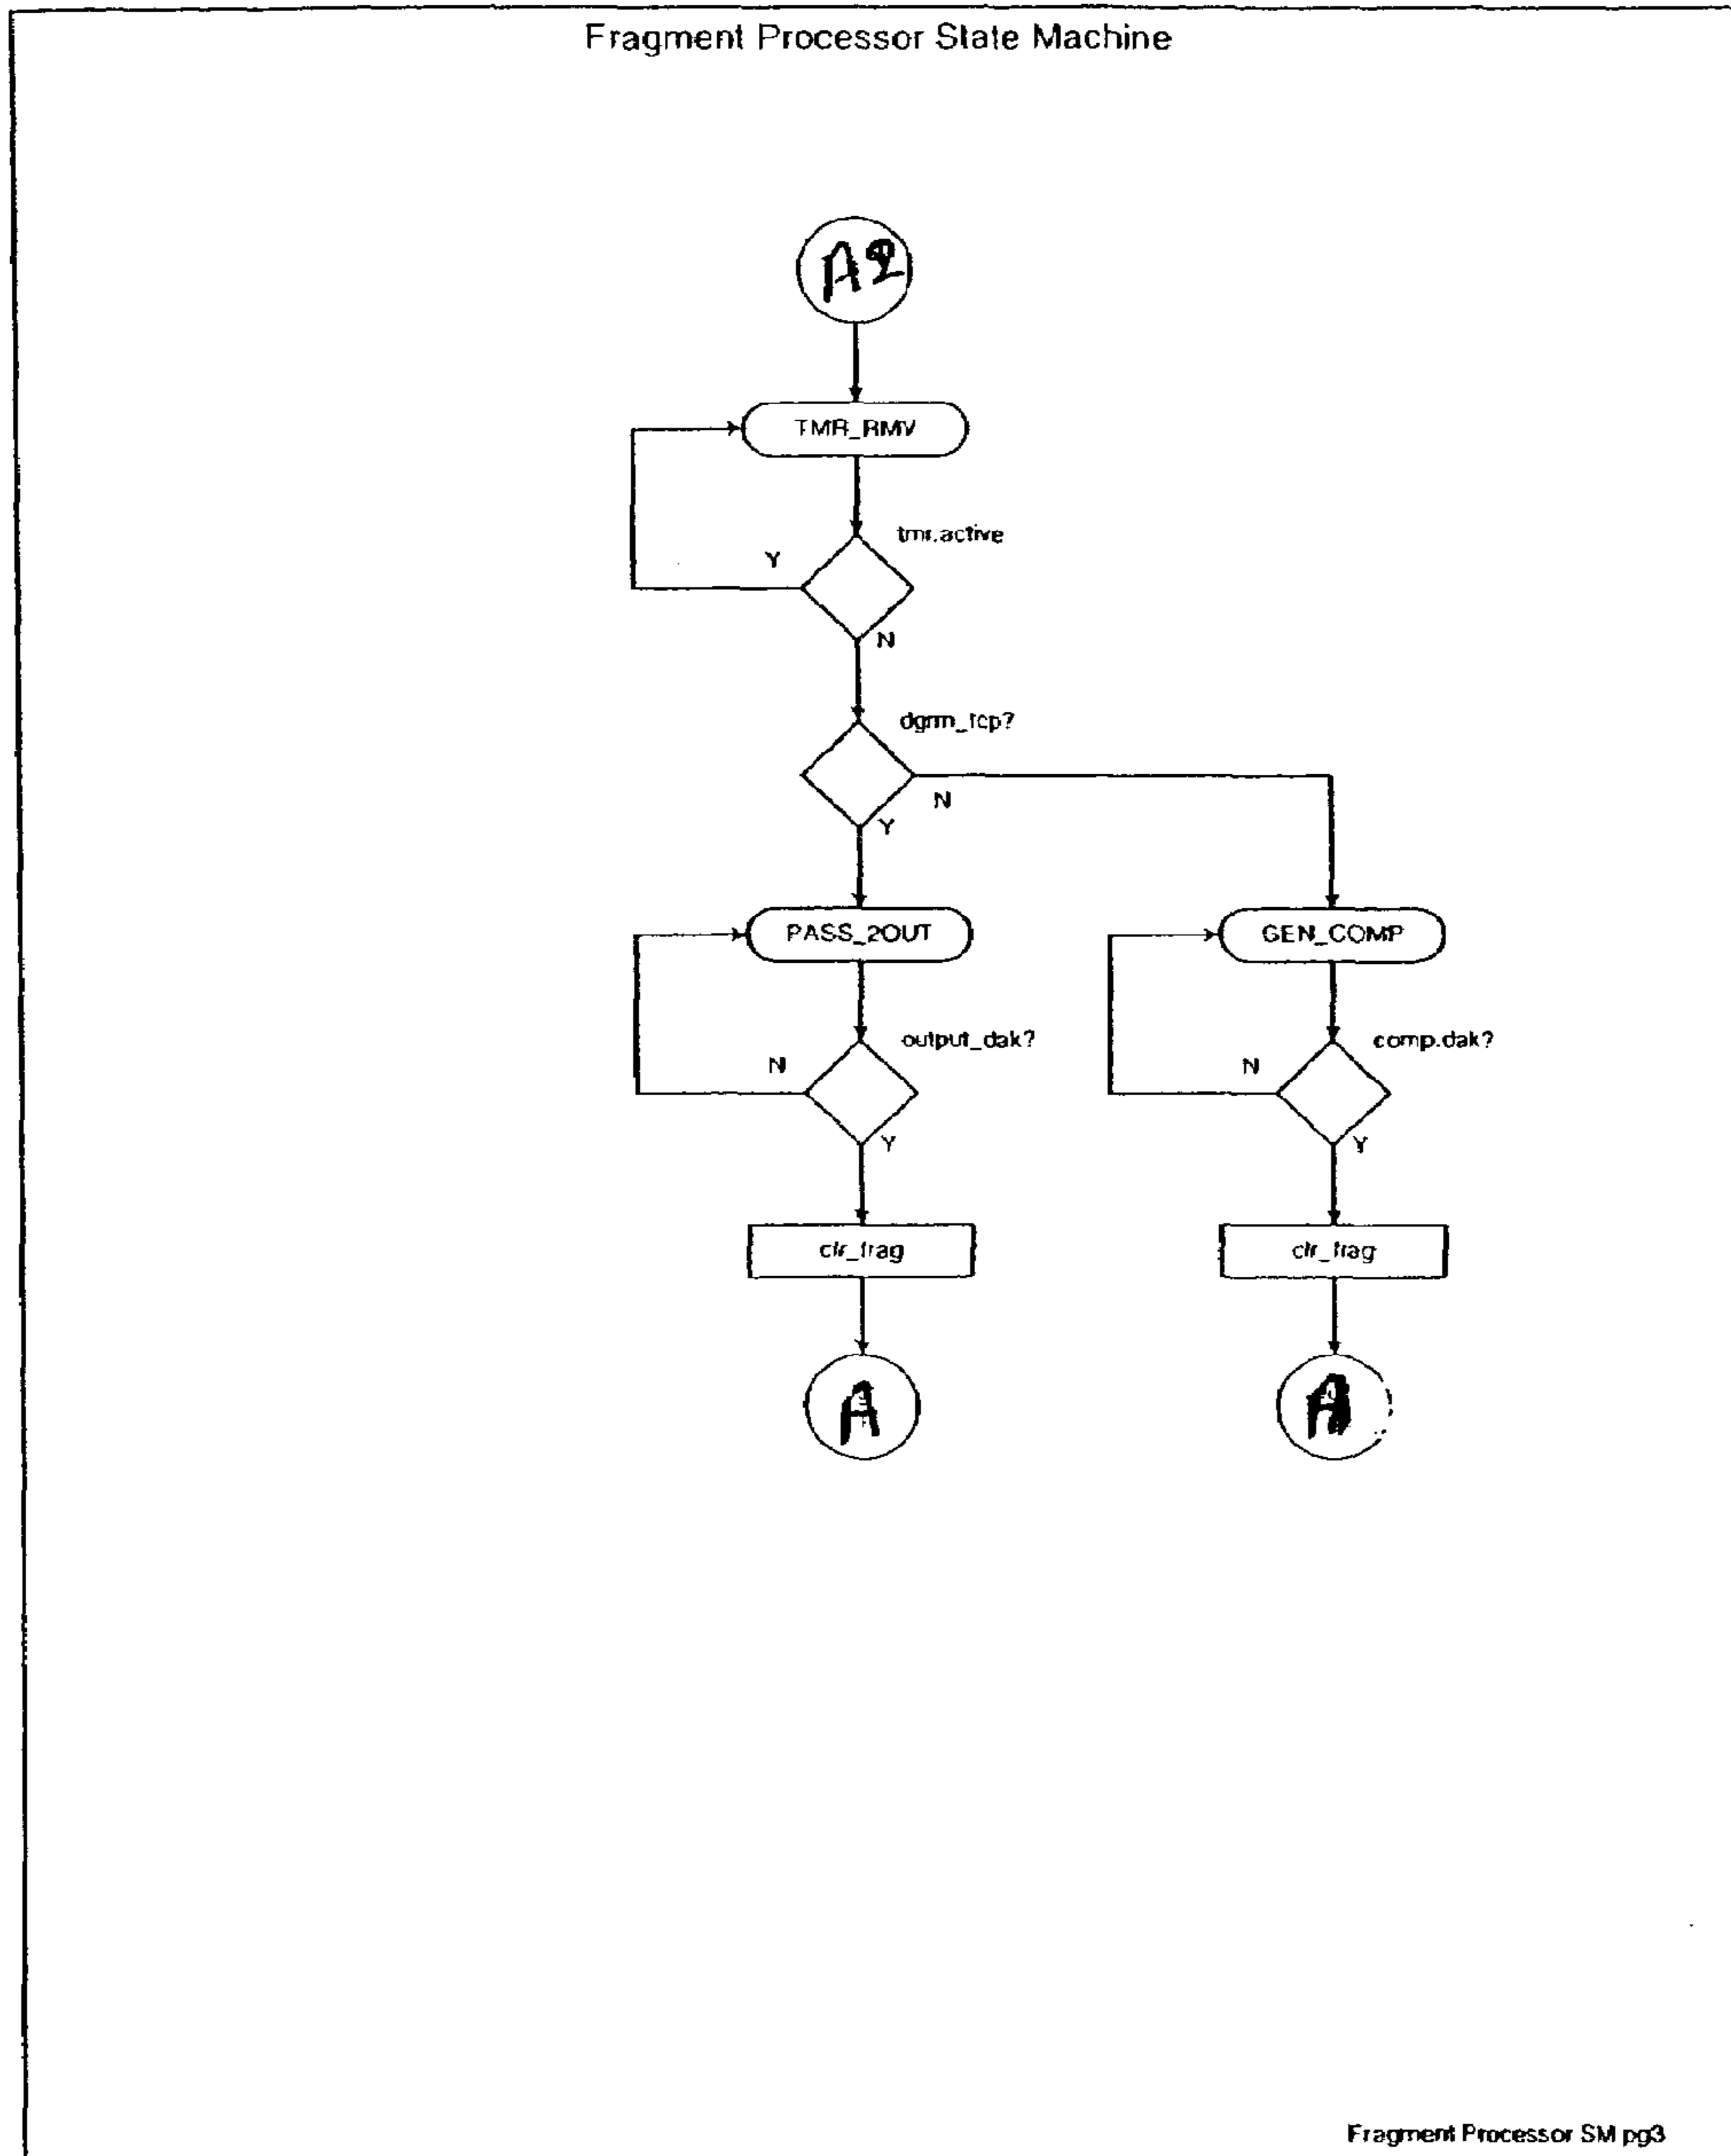 Fragment Processor State Machine
A2
TMR_RMV
tmr.active
Y
N
dgrm_tcp?
N
Y
PASS_2OUT
GEN_COMP
output_dak?
comp.dak?
N
N
Y
Y
clr_frag
clr_frag
A
A
Fragment Processor SM pg3